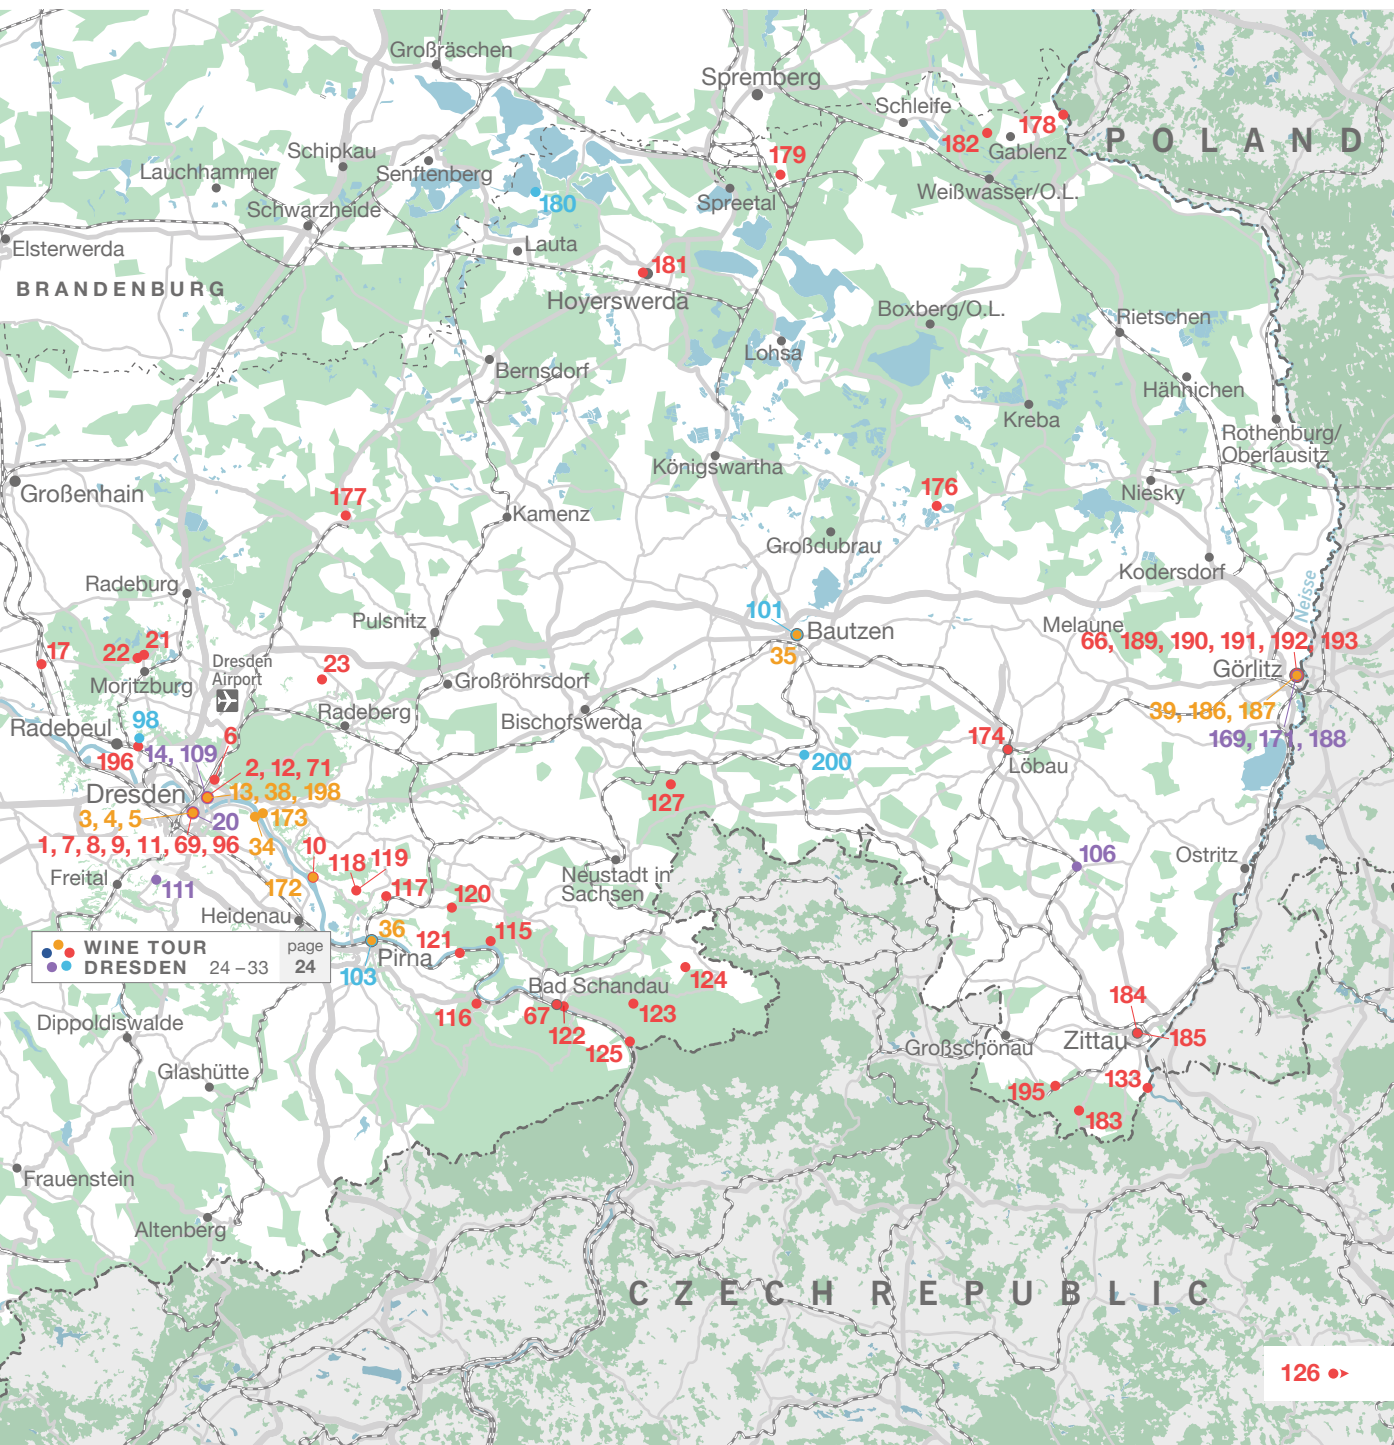 Großräschen
Spremberg
Schleife
178
POLAND
182
Gablenz
Schipkau
179
Lauchhammer
Senftenberg
Weißwasser/O.L.
180
Spreetal
Schwarzheide
Elsterwerda
Lauta
181
BRANDENBURG
Hoyerswerda
Boxberg/O.L.
Rietschen
Lohsa
Bernsdorf
Hähnichen
Kreba
Rothenburg/
Oberlausitz
Königswartha
Großenhain
177
176
Niesky
Kamenz
Großdubrau
Kodersdorf
Radeburg
Neisse
101
Pulsnitz
Melaune
Bautzen
17
22
21
66, 189, 190, 191, 192, 193
35
Dresden
Airport
23
Görlitz
Moritzburg
Großröhrsdorf
39, 186, 187
Radeberg
Bischofswerda
98
Radebeul
6
174
169, 171, 188
14, 109
196
200
Löbau
2, 12, 71
Dresden
13, 38, 198
127
3, 4, 5
20
173
1, 7, 8, 9, 11, 69, 96
34
10
118
119
106
Ostritz
Freital
111
172
117
Neustadt in
Sachsen
120
Heidenau
36
115
121
WINE TOUR
DRESDEN 24–33
page
24
Pirna
103
124
Bad Schandau
184
67
123
116
122
Dippoldiswalde
125
Großschönau
Zittau
185
Glashütte
195
133
183
Frauenstein
Altenberg
CZECH REPUBLIC
126